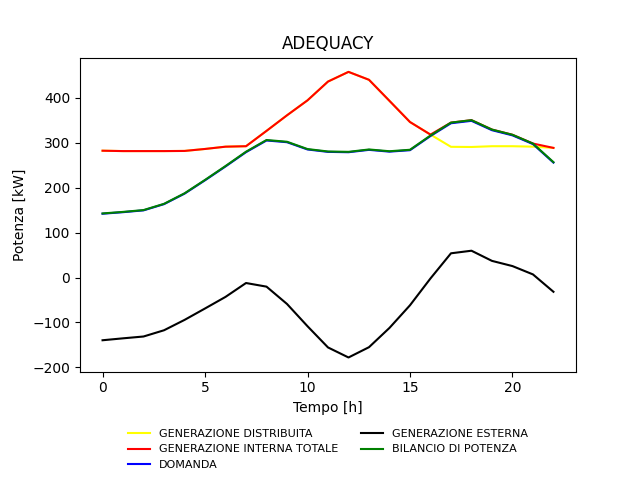 ADEQUACY
Potenza [kW]
400
300
200
100
0
−100
−200
0 5 10 15 20
Tempo [h]
GENERAZIONE DISTRIBUITA
GENERAZIONE INTERNA TOTALE
DOMANDA
GENERAZIONE ESTERNA
BILANCIO DI POTENZA